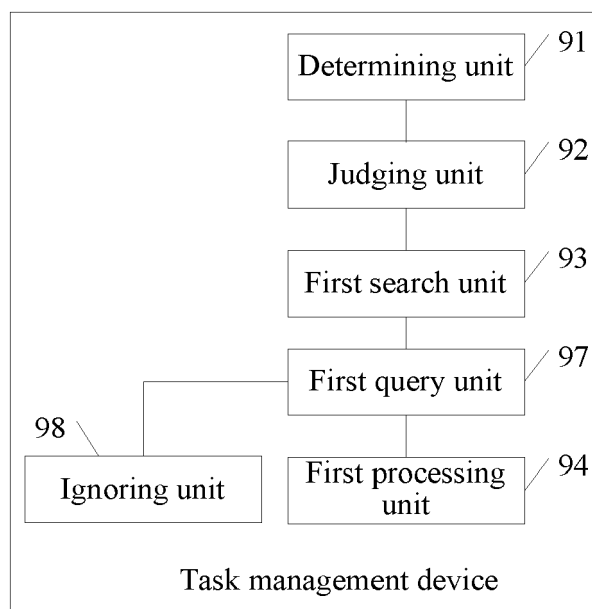 91
Determining unit
92
Judging unit
93
First search unit
97
First query unit
98
Ignoring unit
94
First processing
unit
Task management device